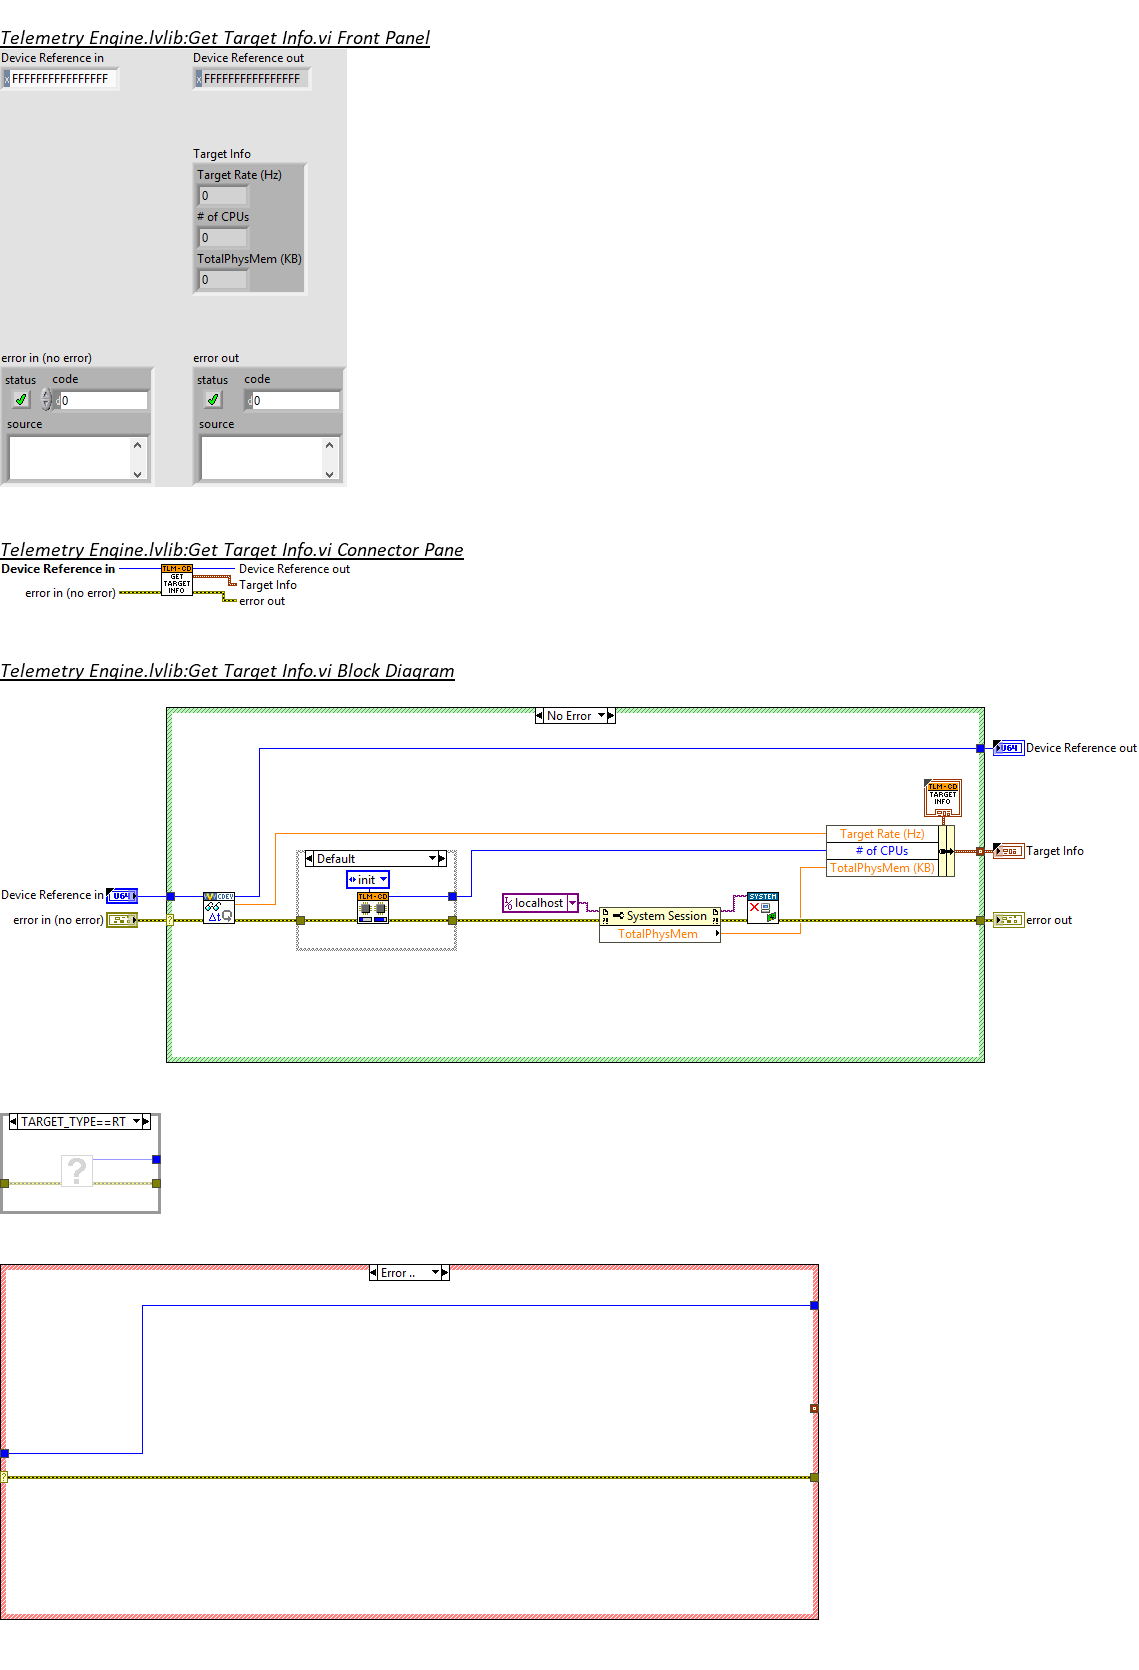 Telemetry Engine.lvlib:Get Target Info.vi Front Panel
Device Reference in
Device Reference out
x FFFFFFFFFFFFFFFF
x FFFFFFFFFFFFFFFF
Target Info
Target Rate (Hz)
0
# of CPUs
0
TotalPhysMem (KB)
0
error in (no error)
error out
status code
status code
d 0
d 0
source
source
Telemetry Engine.lvlib:Get Target Info.vi Connector Pane
Device Reference in
error in (no error)
TLM-CD
GET
TARGET
INFO
Device Reference out
Target Info
error out
Telemetry Engine.lvlib:Get Target Info.vi Block Diagram
No Error
U64
Device Reference out
TLM-CD
TARGET
INFO
Target Rate (Hz)
# of CPUs
TotalPhysMem (KB)
Target Info
Default
init
Device Reference in
U64
CDEV
Δt
TLM-CD
I/O localhost
System Session
TotalPhysMem
SYSTEM
error in (no error)
?
error out
TARGET_TYPE==RT
?
Error ..
?